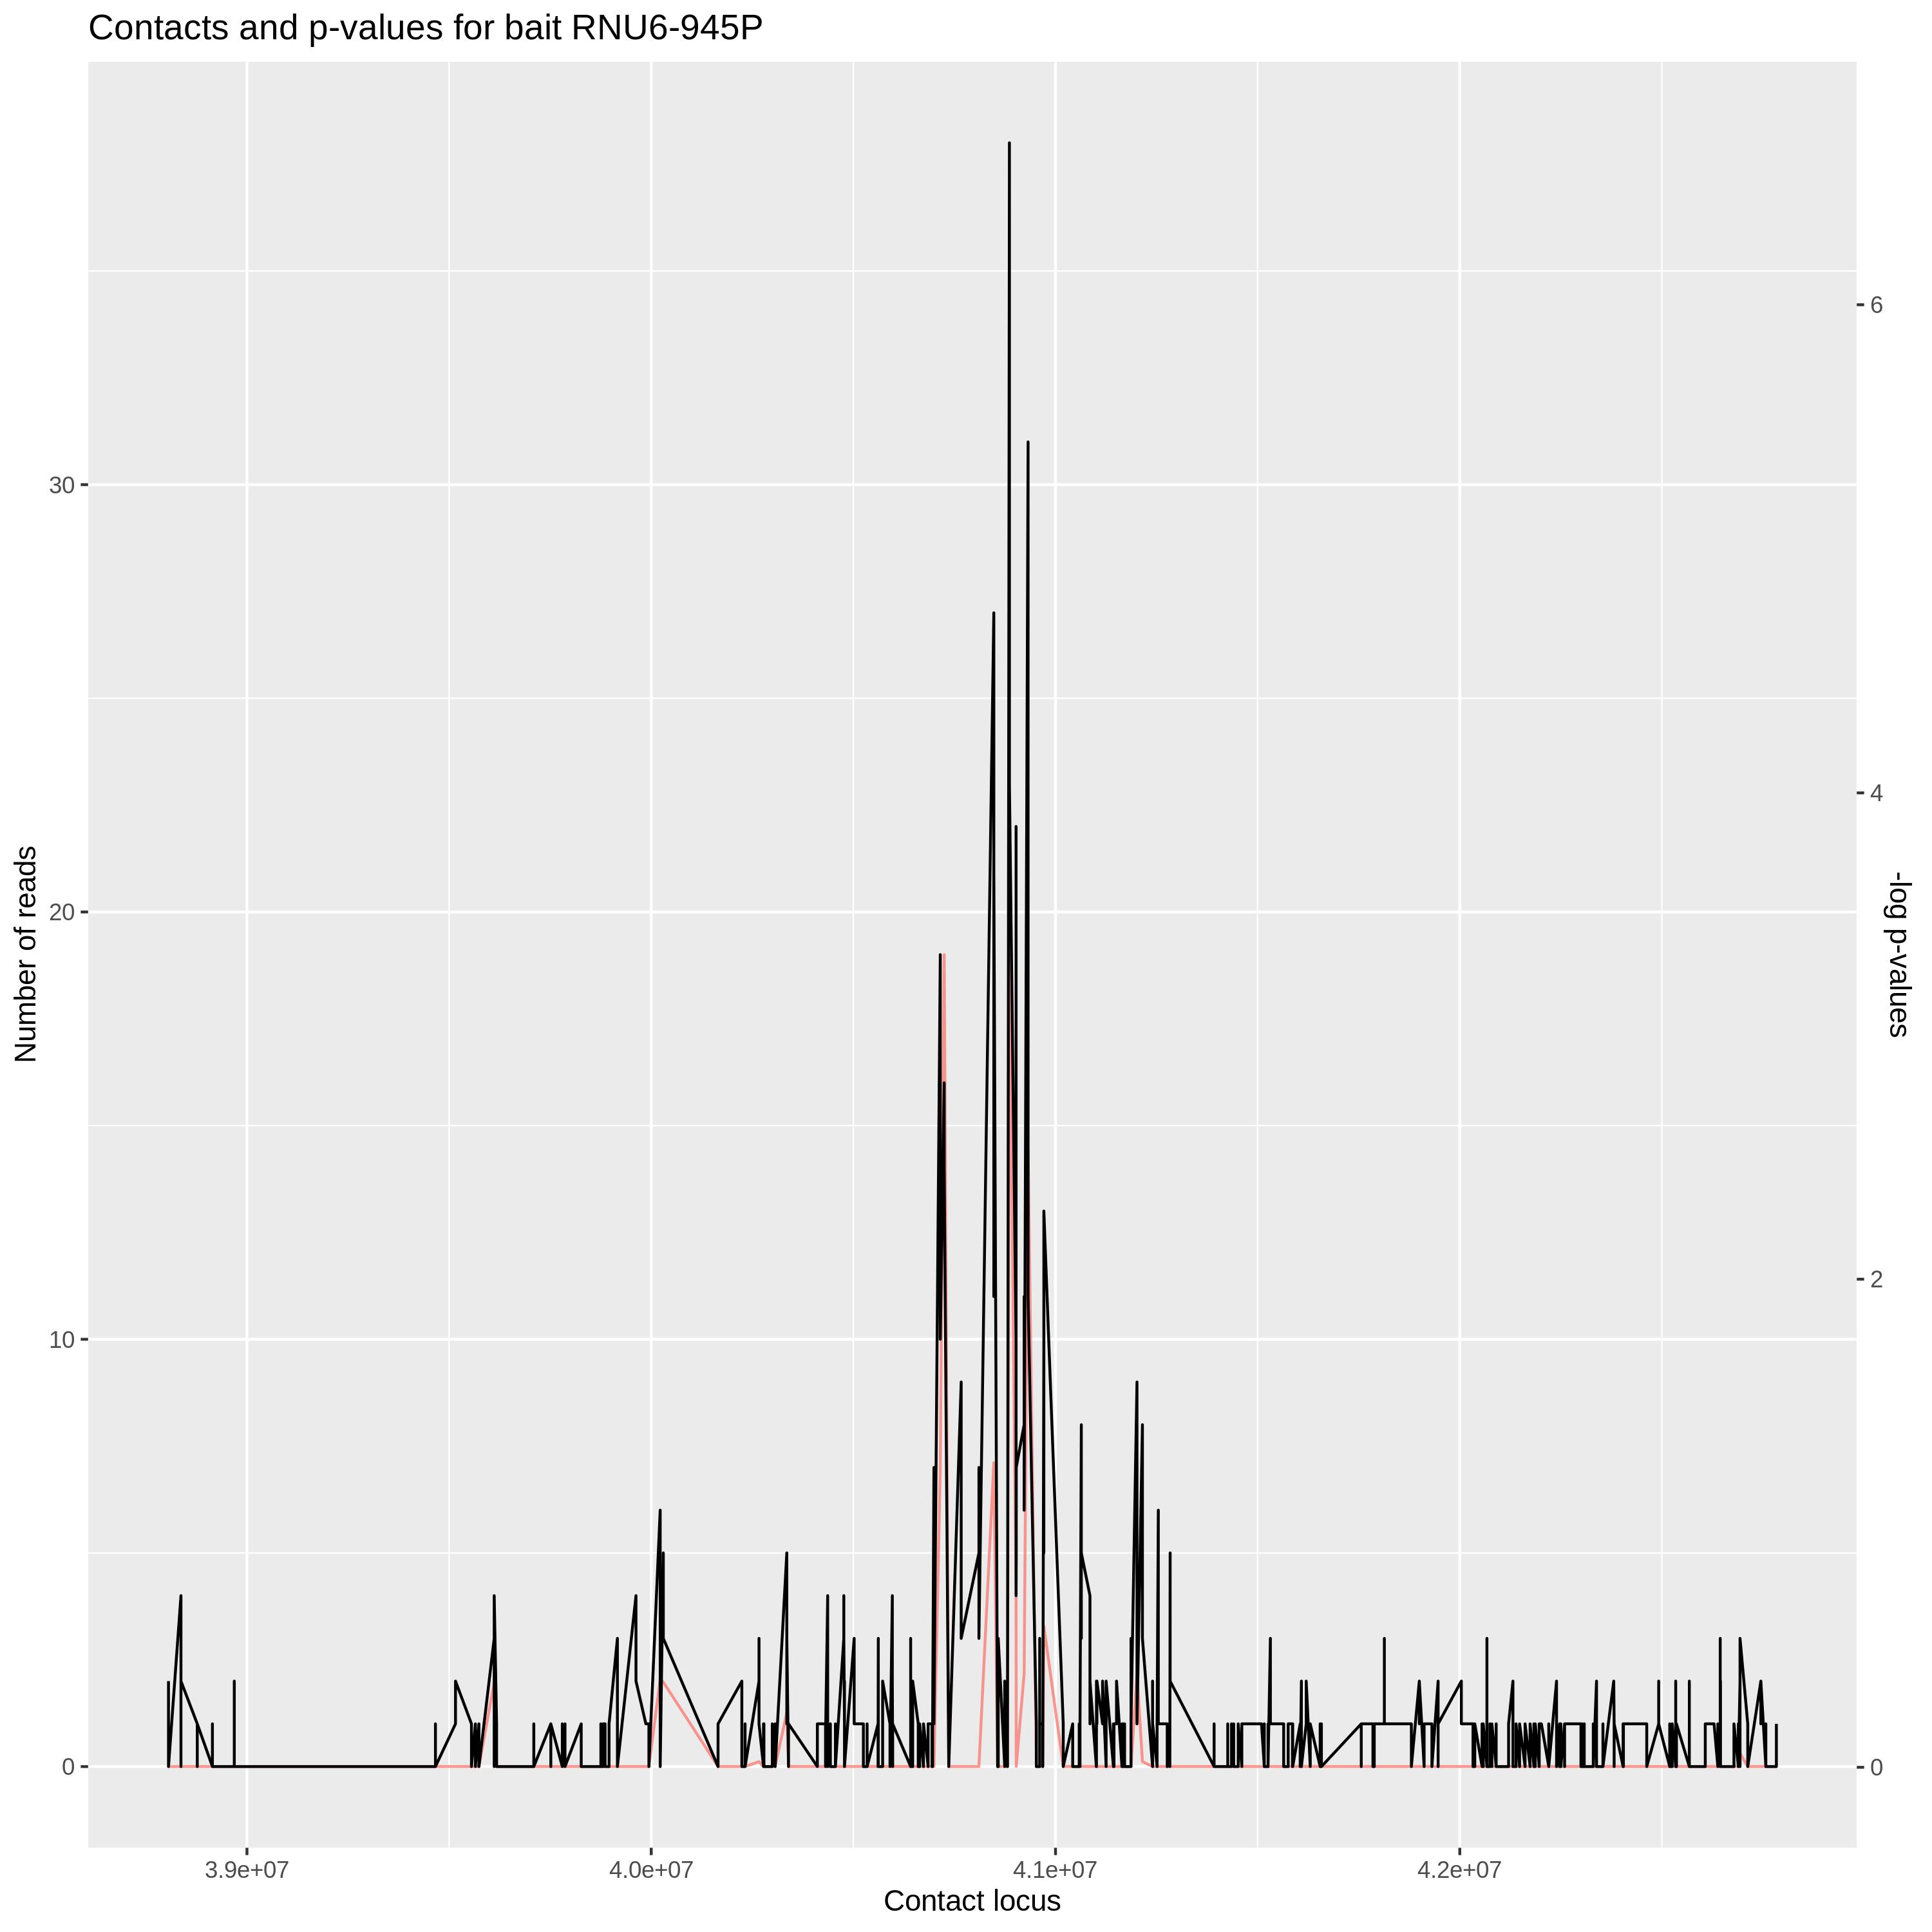 Contacts and p-values for bait RNU6-945P
Number of reads
30
20
10
0
6
4
2
0
-log p-values
3.9e+07
4.0e+07
4.1e+07
4.2e+07
Contact locus